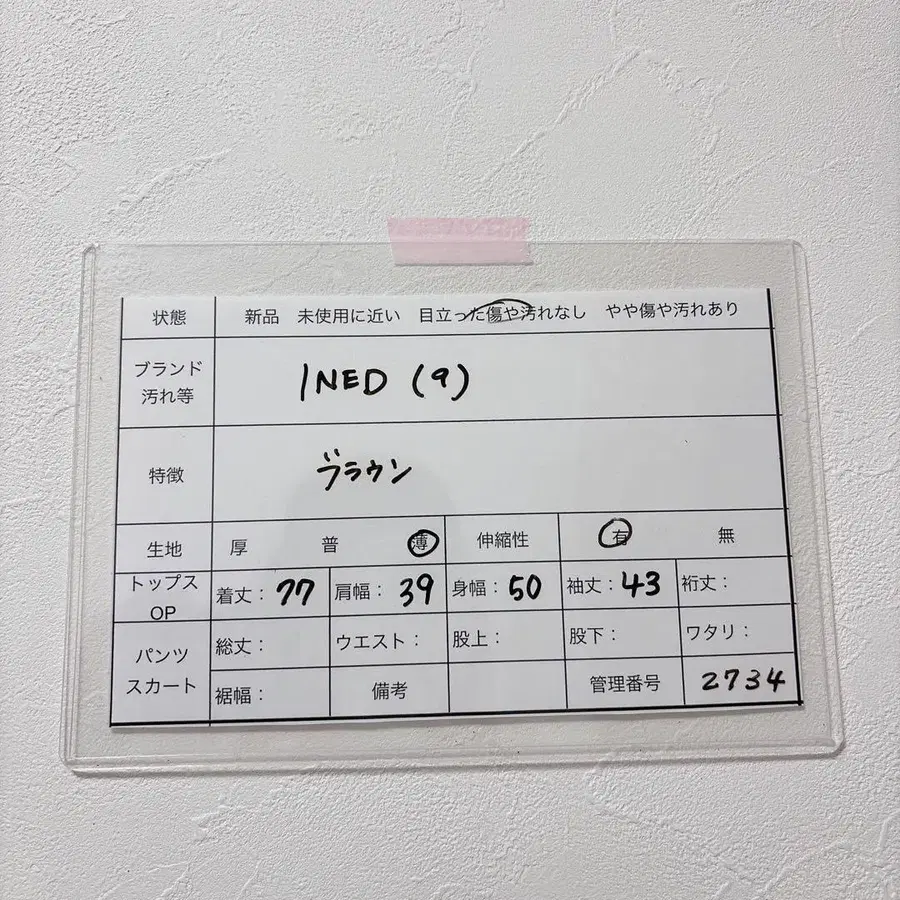 状態 新品 未使用に近い 目立った傷や汚れなし やや傷や汚れあり
ブランド
汚れ等
INED (9)
特徴 ブラウン
生地 厚 普 薄 伸縮性 有 無
トップス
OP
着丈: 77 肩幅: 39 身幅: 50 袖丈: 43 裄丈:
パンツ
スカート
総丈: ウエスト: 股上: 股下: ワタリ:
裾幅: 備考 管理番号 2734